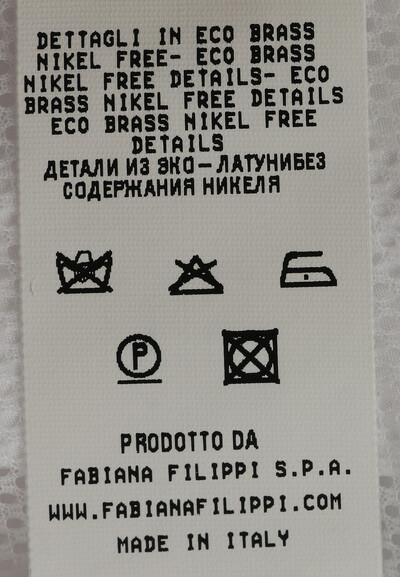 DETTAGLI IN ECO BRASS
NIKEL FREE- ECO BRASS
NIKEL FREE DETAILS- ECO
BRASS NIKEL FREE DETAILS
ECO BRASS NIKEL FREE
DETAILS
ДЕТАЛИ ИЗ ЭКО-ЛАТУНИБЕЗ
СОДЕРЖАНИЯ НИКЕЛЯ
P
PRODOTTO DA
FABIANA FILIPPI S.P.A.
WWW.FABIANAFILIPPI.COM
MADE IN ITALY